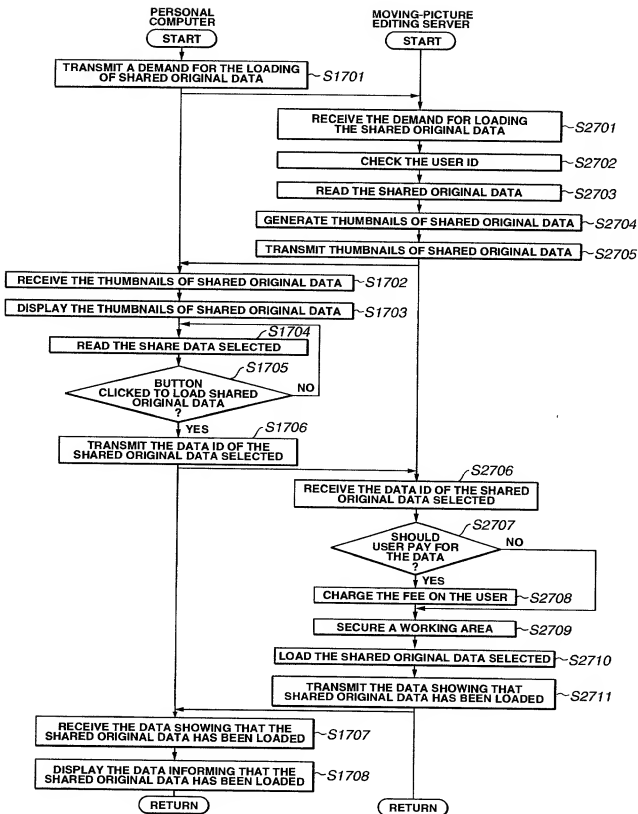 PERSONAL
COMPUTER
START
TRANSMIT A DEMAND FOR THE LOADING
OF SHARED ORIGINAL DATA
S1701
MOVING-PICTURE
EDITING SERVER
START
RECEIVE THE DEMAND FOR LOADING
THE SHARED ORIGINAL DATA
S2701
CHECK THE USER ID
S2702
READ THE SHARED ORIGINAL DATA
S2703
GENERATE THUMBNAILS OF SHARED ORIGINAL DATA
S2704
TRANSMIT THUMBNAILS OF SHARED ORIGINAL DATA
S2705
RECEIVE THE THUMBNAILS OF SHARED ORIGINAL DATA
S1702
DISPLAY THE THUMBNAILS OF SHARED ORIGINAL DATA
S1703
S1704
READ THE SHARE DATA SELECTED
S1705
BUTTON
CLICKED TO LOAD SHARED
ORIGINAL DATA
?
NO
YES
S1706
TRANSMIT THE DATA ID OF THE
SHARED ORIGINAL DATA SELECTED
S2706
RECEIVE THE DATA ID OF THE SHARED
ORIGINAL DATA SELECTED
S2707
SHOULD
USER PAY FOR
THE DATA
?
NO
YES
CHARGE THE FEE ON THE USER
S2708
SECURE A WORKING AREA
S2709
LOAD THE SHARED ORIGINAL DATA SELECTED
S2710
TRANSMIT THE DATA SHOWING THAT
SHARED ORIGINAL DATA HAS BEEN LOADED
S2711
RECEIVE THE DATA SHOWING THAT THE
SHARED ORIGINAL DATA HAS BEEN LOADED
S1707
DISPLAY THE DATA INFORMING THAT THE
SHARED ORIGINAL DATA HAS BEEN LOADED
S1708
RETURN
RETURN